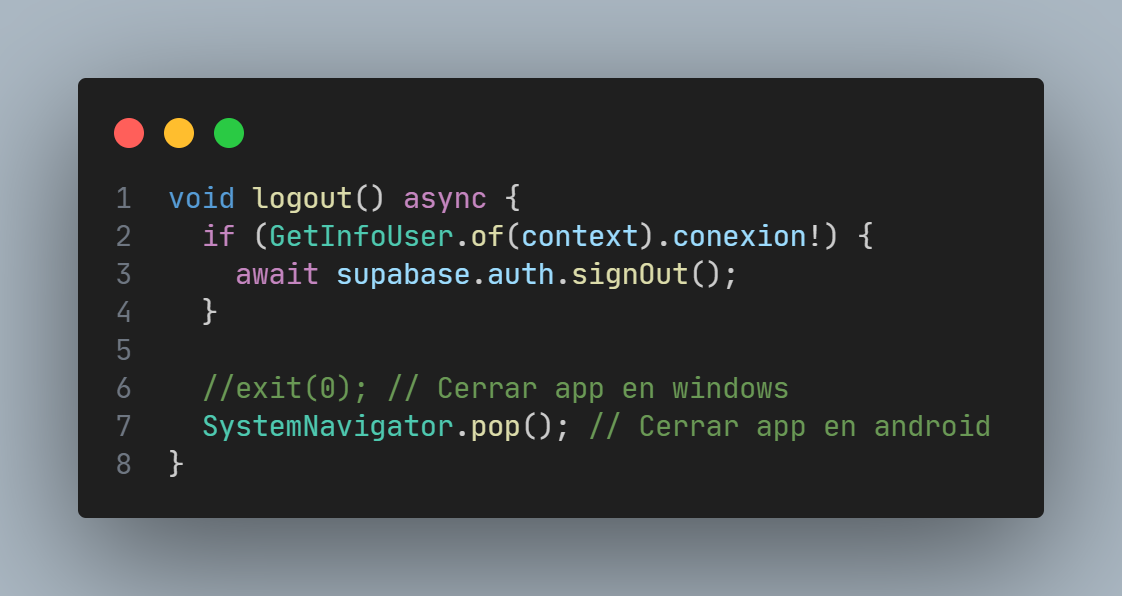 1 void logout() async {
2   if (GetInfoUser.of(context).conexion!) {
3     await supabase.auth.signOut();
4   }
5
6   //exit(0); // Cerrar app en windows
7   SystemNavigator.pop(); // Cerrar app en android
8 }